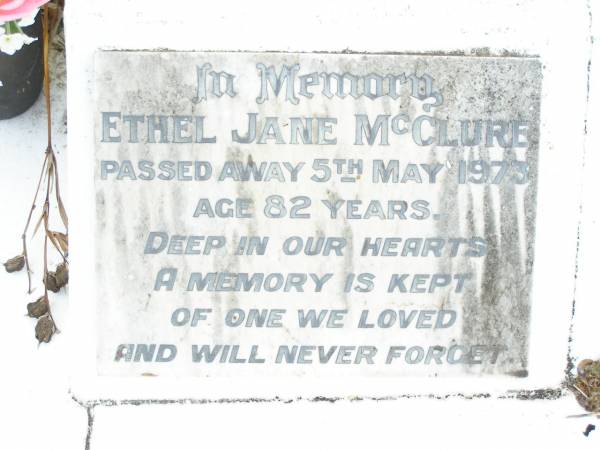 In Memory
ETHEL JANE McCLURE
PASSED AWAY 5TH MAY 1973
AGE 82 YEARS.
DEEP IN OUR HEARTS
A MEMORY IS KEPT
OF ONE WE LOVED
AND WILL NEVER FORGET.